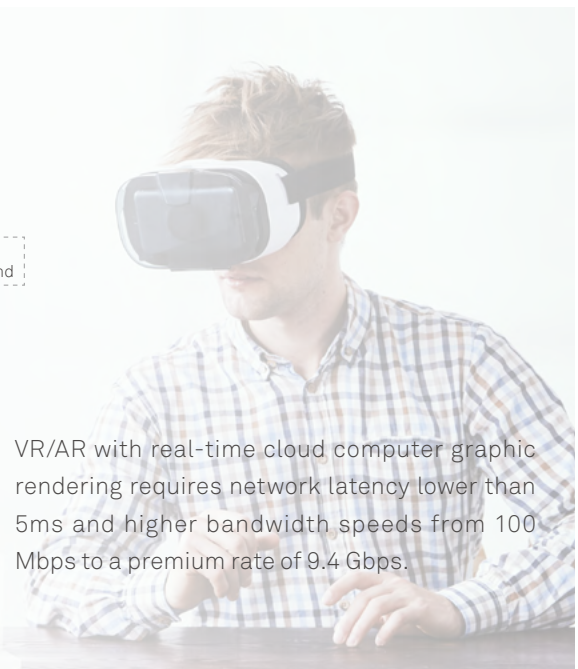 nd
VR/AR with real-time cloud computer graphic
rendering requires network latency lower than
5ms and higher bandwidth speeds from 100
Mbps to a premium rate of 9.4 Gbps.